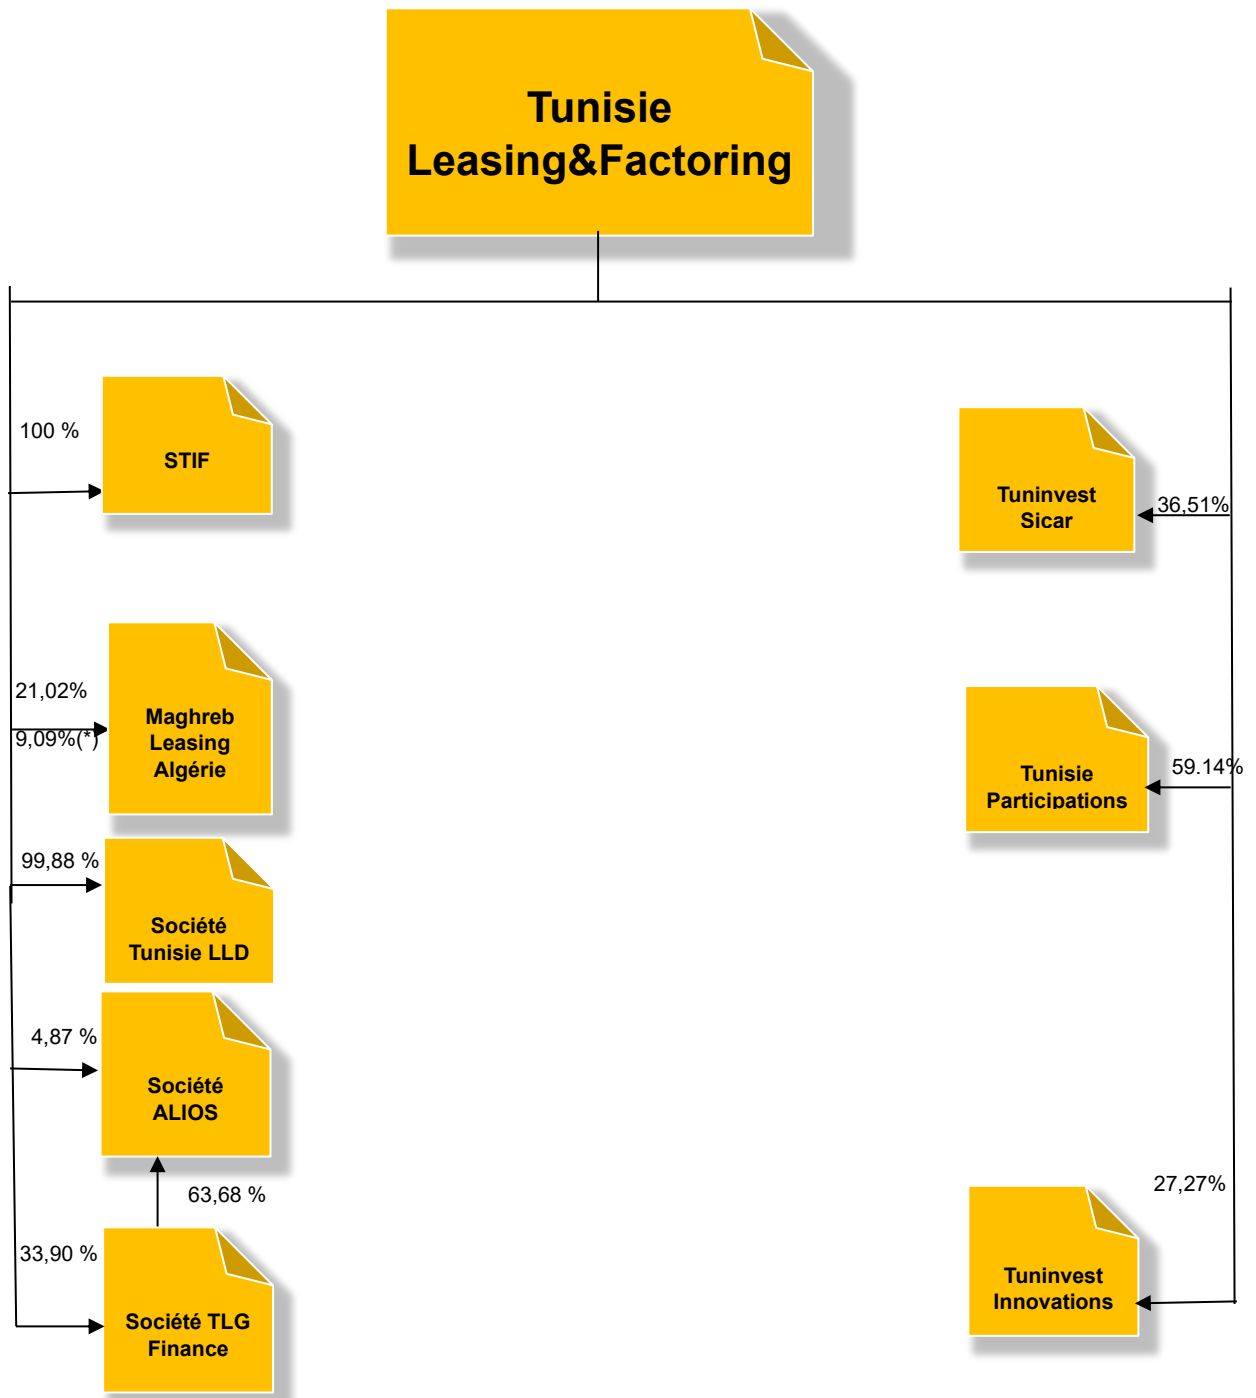 Tunisie
Leasing&Factoring
100 %
STIF
Tuninvest
Sicar
36,51%
21,02%
9,09%(*)
Maghreb
Leasing
Algérie
Tunisie
Participations
59.14%
99,88 %
Société
Tunisie LLD
4,87 %
Société
ALIOS
63,68 %
27,27%
33,90 %
Société TLG
Finance
Tuninvest
Innovations